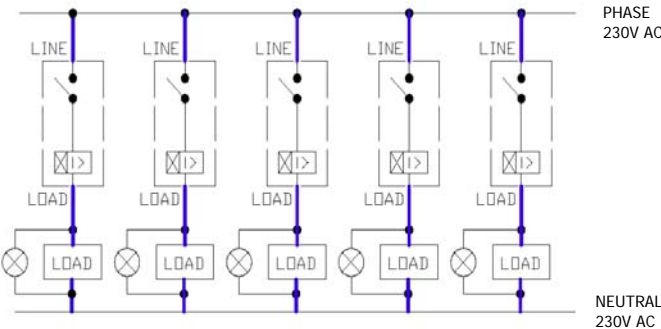 PHASE
230V AC
LINE LINE LINE LINE LINE
I> I> I> I> I>
LOAD LOAD LOAD LOAD LOAD
LOAD LOAD LOAD LOAD LOAD
NEUTRAL
230V AC